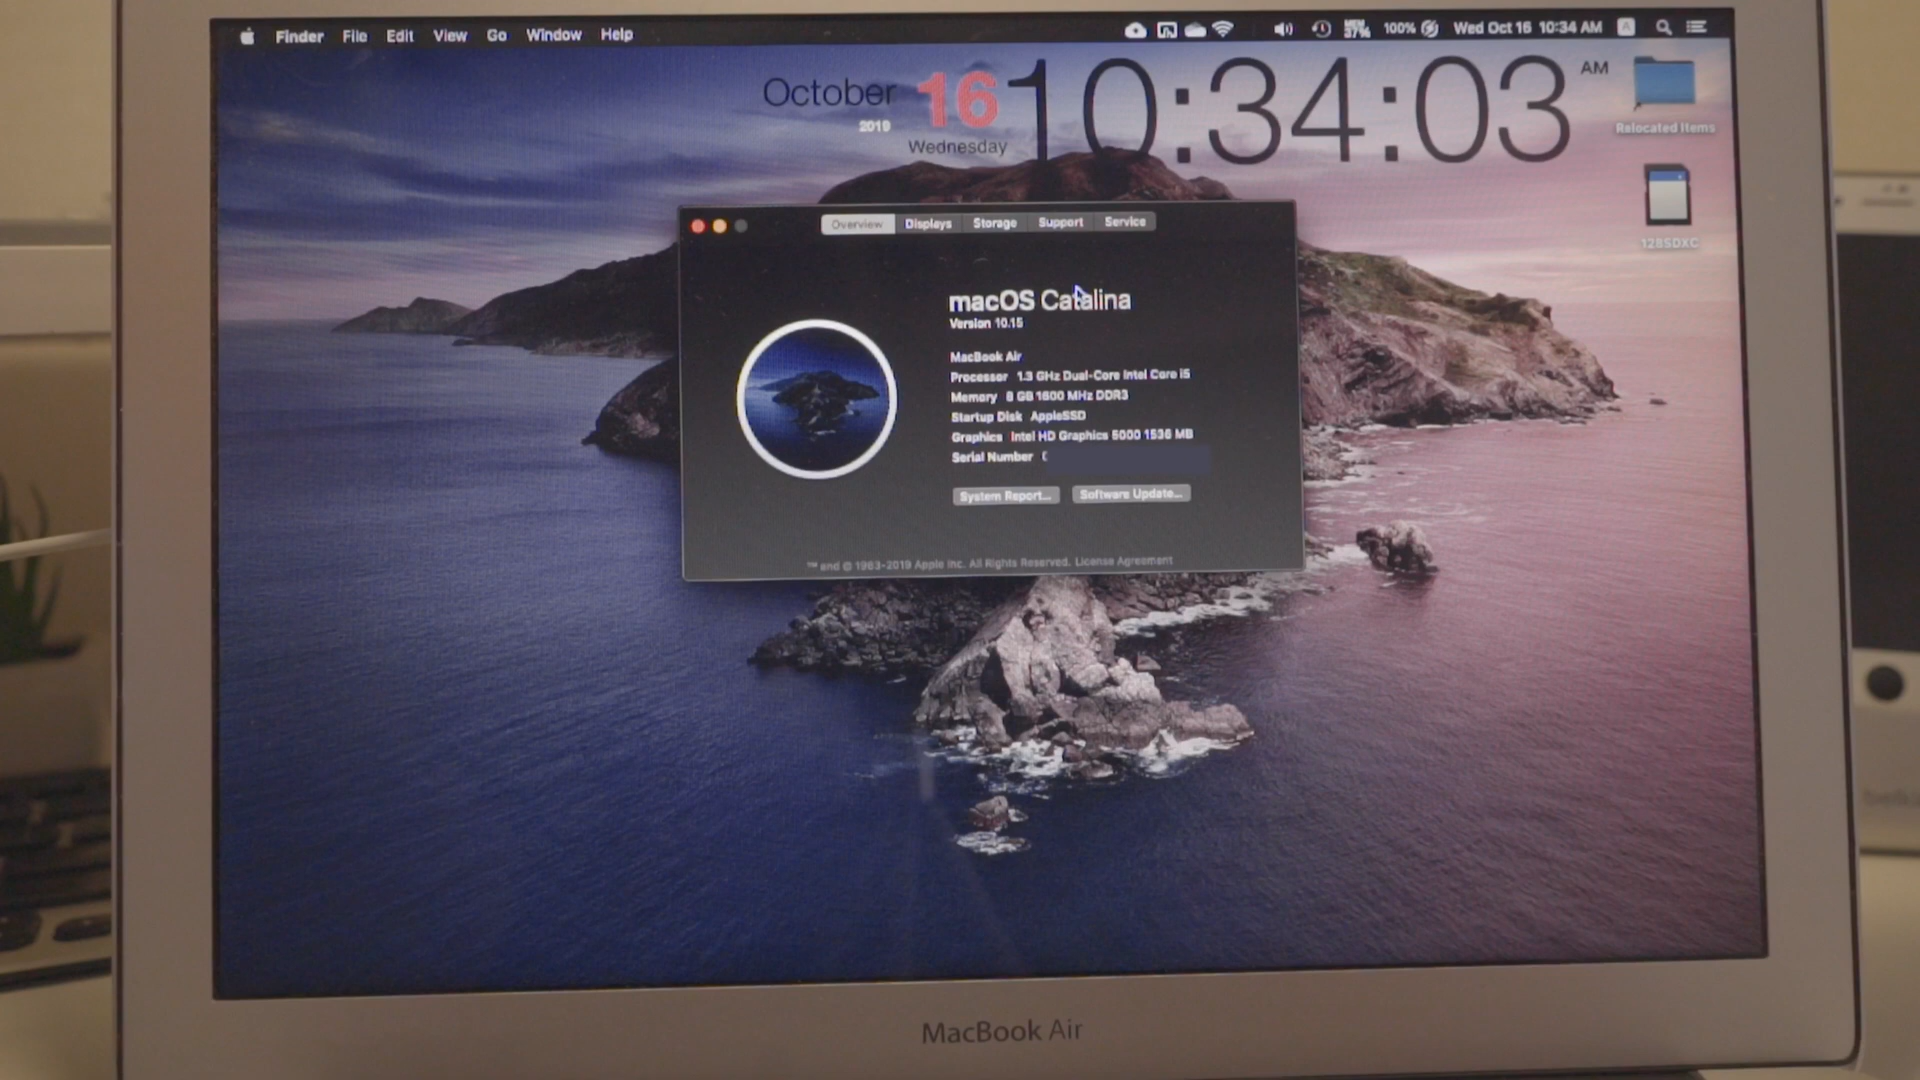 Finder File Edit View Go Window Help
MEM 37% 100% Wed Oct 16 10:34 AM A
October 16 10:34:03 AM
2019
Wednesday
Relocated Items
128SDXC
Overview Displays Storage Support Service
macOS Catalina
Version 10.15
MacBook Air
Processor 1.3 GHz Dual-Core Intel Core i5
Memory 8 GB 1600 MHz DDR3
Startup Disk AppleSSD
Graphics Intel HD Graphics 5000 1536 MB
Serial Number C
System Report... Software Update...
™ and © 1983-2019 Apple Inc. All Rights Reserved. License Agreement
MacBook Air